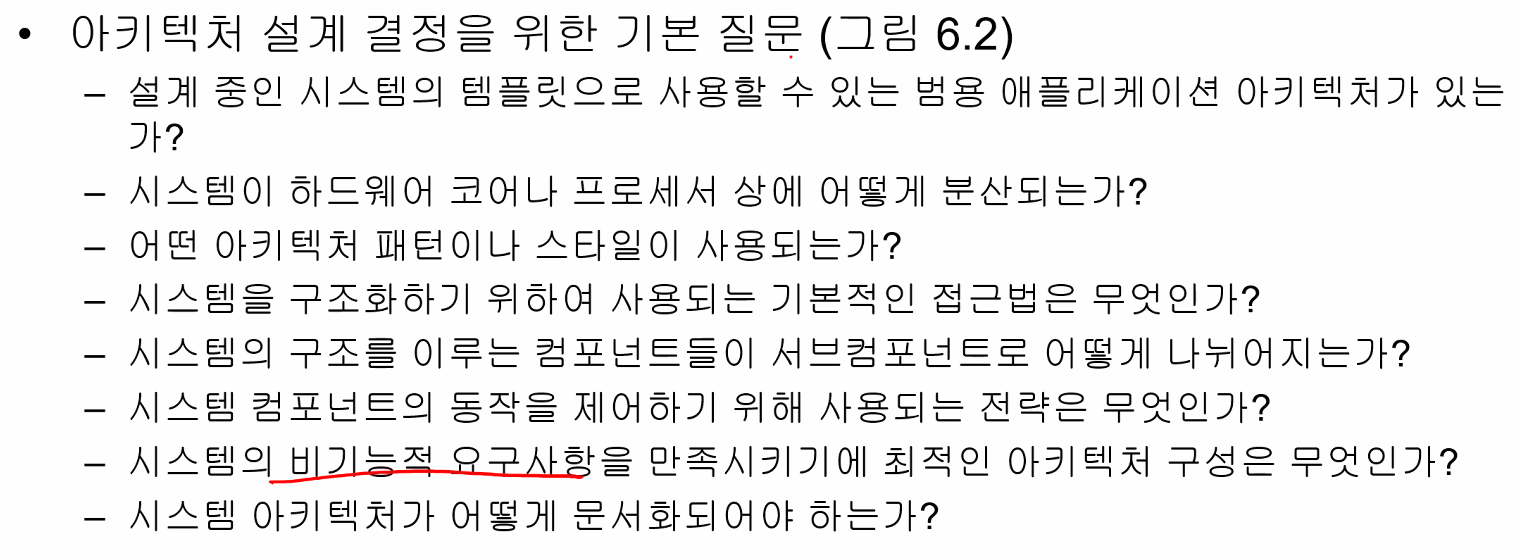 • 아키텍처 설계 결정을 위한 기본 질문 (그림 6.2)
– 설계 중인 시스템의 템플릿으로 사용할 수 있는 범용 애플리케이션 아키텍처가 있는
가?
– 시스템이 하드웨어 코어나 프로세서 상에 어떻게 분산되는가?
– 어떤 아키텍처 패턴이나 스타일이 사용되는가?
– 시스템을 구조화하기 위하여 사용되는 기본적인 접근법은 무엇인가?
– 시스템의 구조를 이루는 컴포넌트들이 서브컴포넌트로 어떻게 나뉘어지는가?
– 시스템 컴포넌트의 동작을 제어하기 위해 사용되는 전략은 무엇인가?
– 시스템의 비기능적 요구사항을 만족시키기에 최적인 아키텍처 구성은 무엇인가?
– 시스템 아키텍처가 어떻게 문서화되어야 하는가?